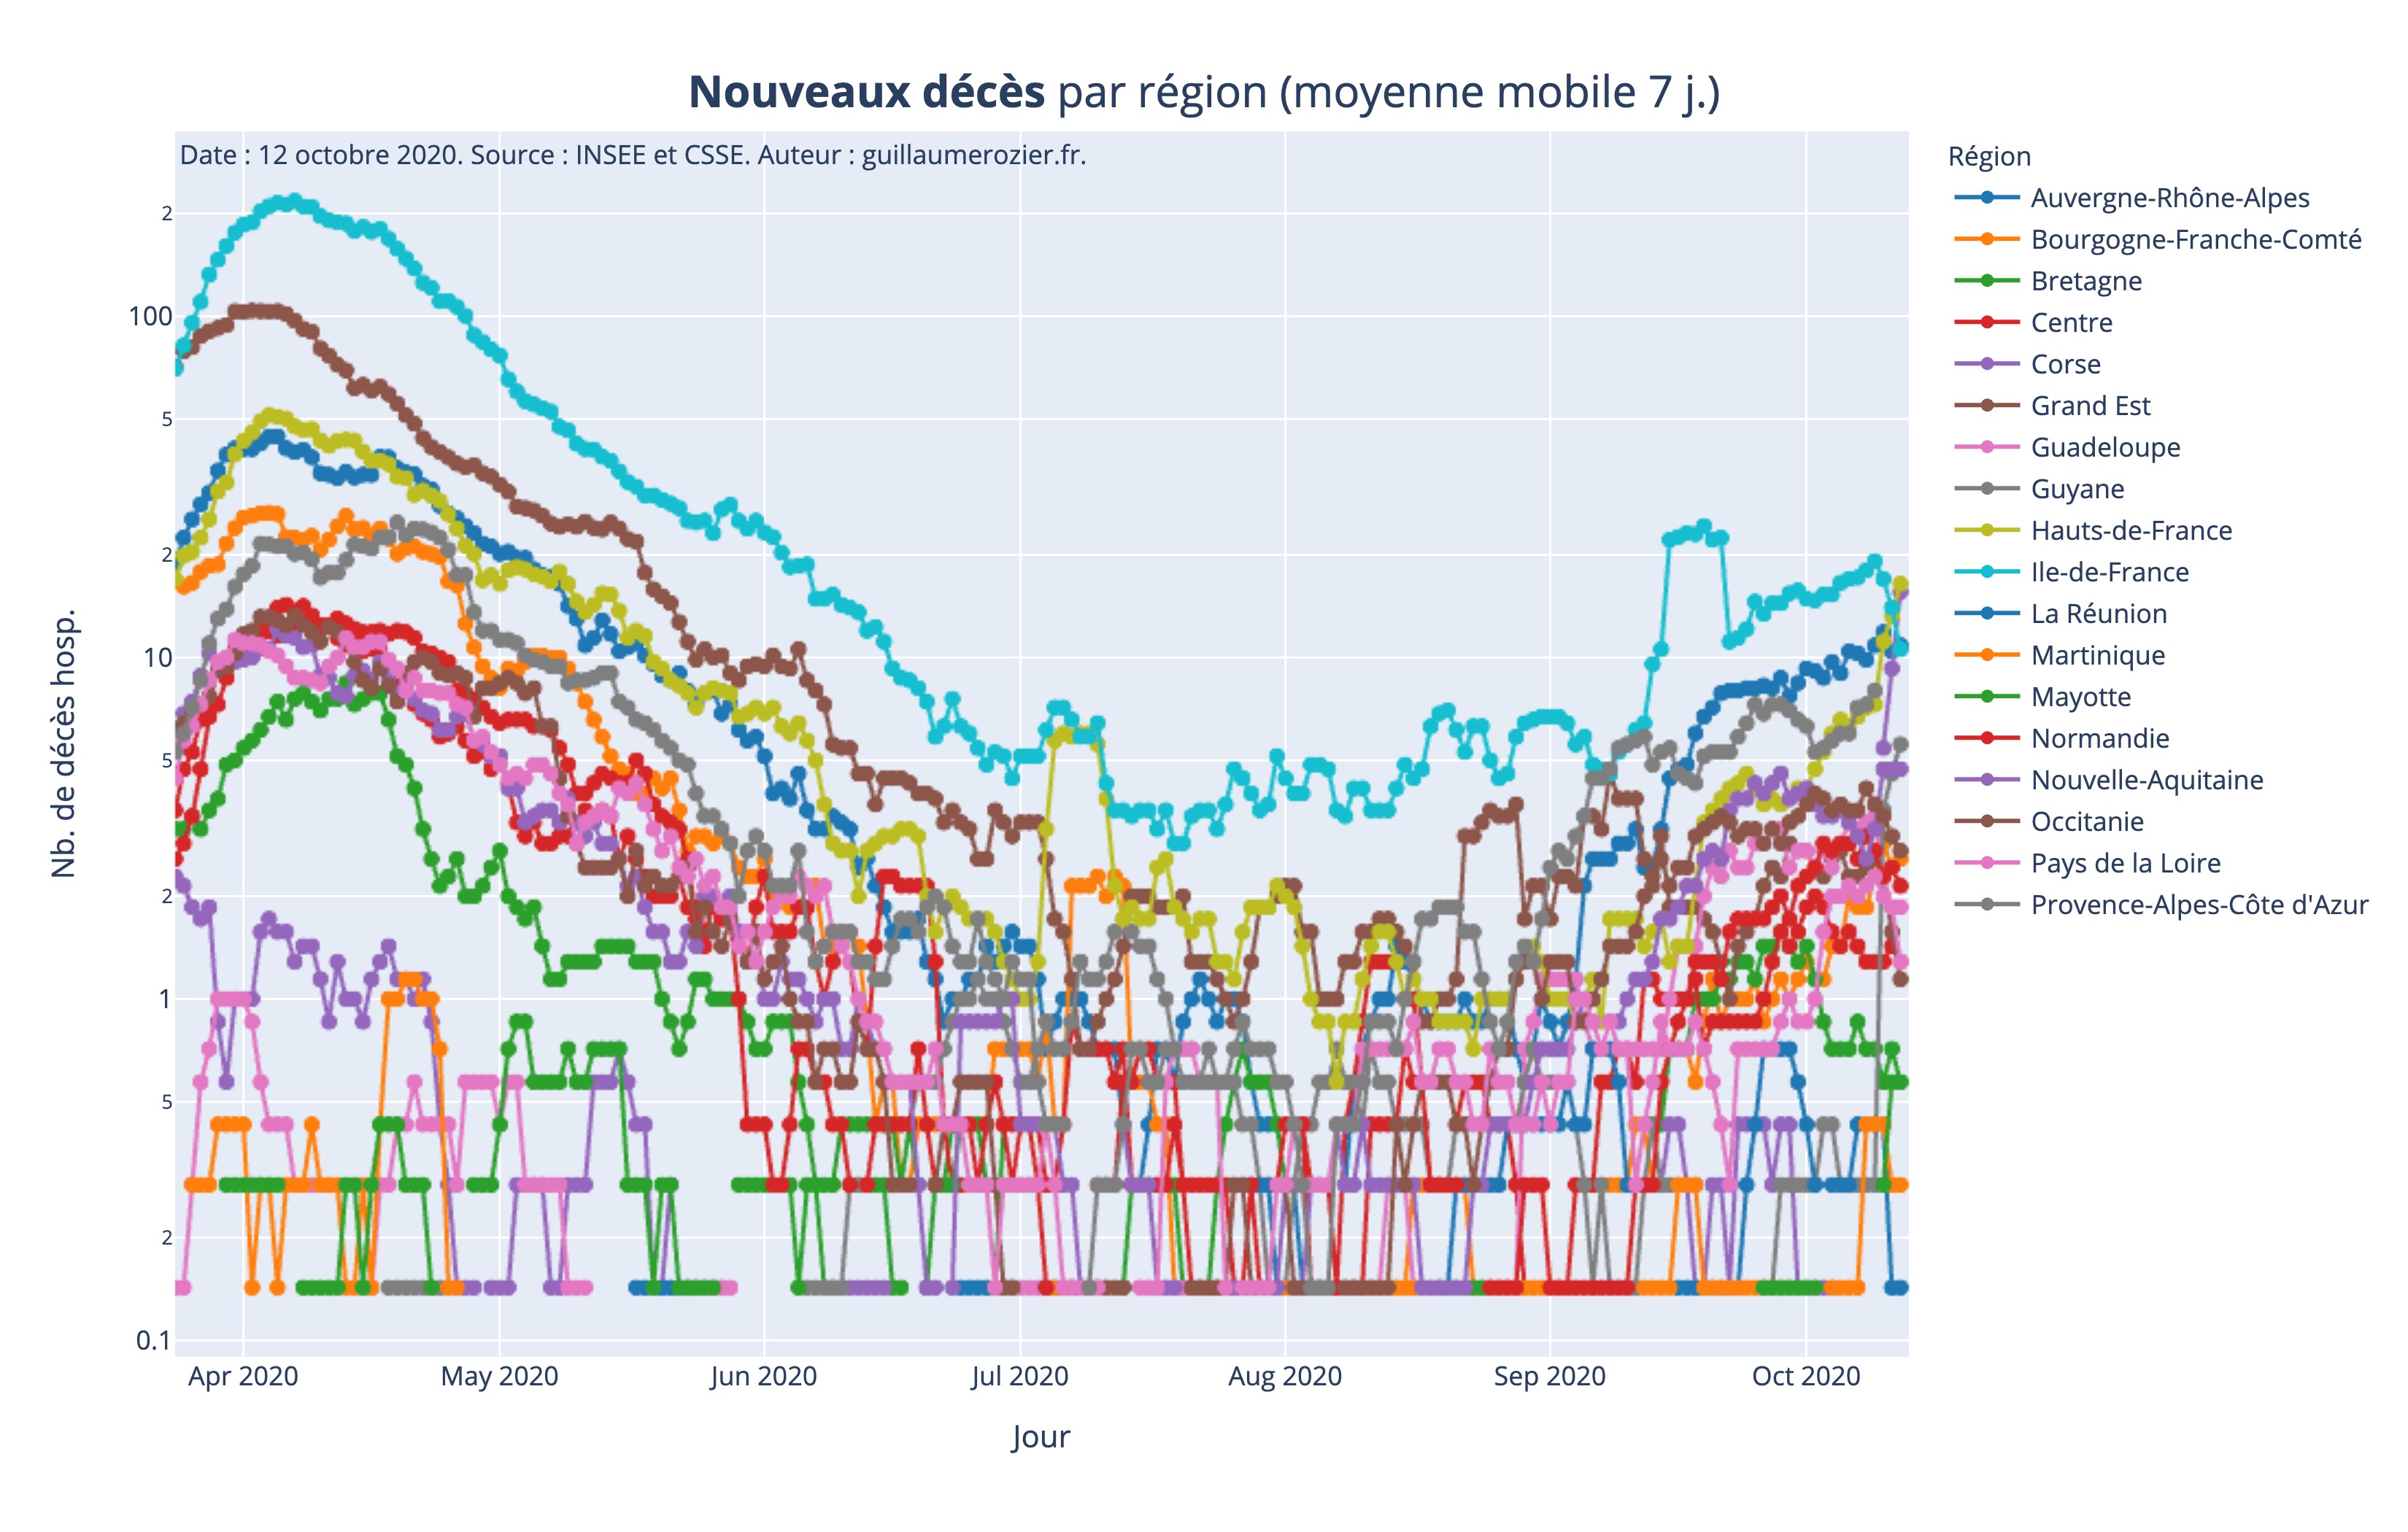 Nouveaux décès par région (moyenne mobile 7 j.)
Date : 12 octobre 2020. Source : INSEE et CSSE. Auteur : guillaumerozier.fr.
Nb. de décès hosp.
2
100
5
2
10
5
2
1
5
2
0.1
Apr 2020
May 2020
Jun 2020
Jul 2020
Aug 2020
Sep 2020
Oct 2020
Jour
Région
Auvergne-Rhône-Alpes
Bourgogne-Franche-Comté
Bretagne
Centre
Corse
Grand Est
Guadeloupe
Guyane
Hauts-de-France
Ile-de-France
La Réunion
Martinique
Mayotte
Normandie
Nouvelle-Aquitaine
Occitanie
Pays de la Loire
Provence-Alpes-Côte d'Azur